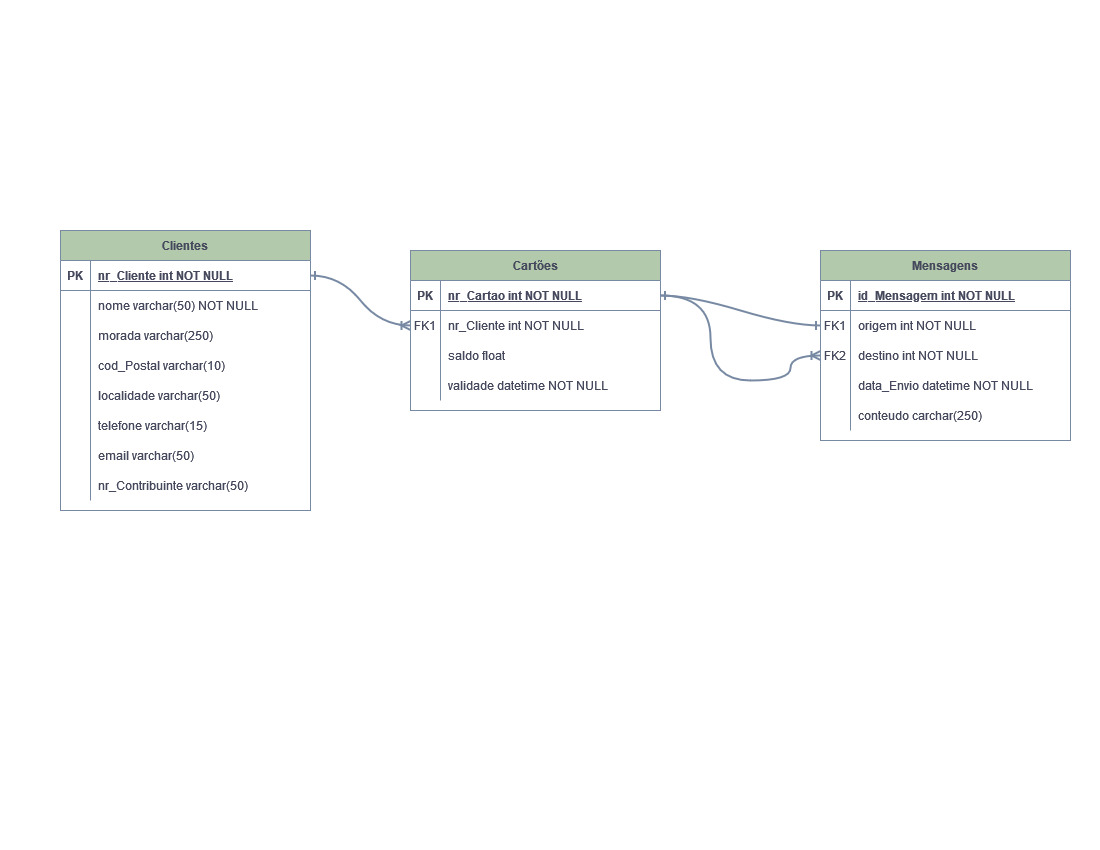 Clientes
PK nr_Cliente int NOT NULL
nome varchar(50) NOT NULL
morada varchar(250)
cod_Postal varchar(10)
localidade varchar(50)
telefone varchar(15)
email varchar(50)
nr_Contribuinte varchar(50)
Cartões
PK nr_Cartao int NOT NULL
FK1 nr_Cliente int NOT NULL
saldo float
validade datetime NOT NULL
Mensagens
PK id_Mensagem int NOT NULL
FK1 origem int NOT NULL
FK2 destino int NOT NULL
data_Envio datetime NOT NULL
conteudo carchar(250)